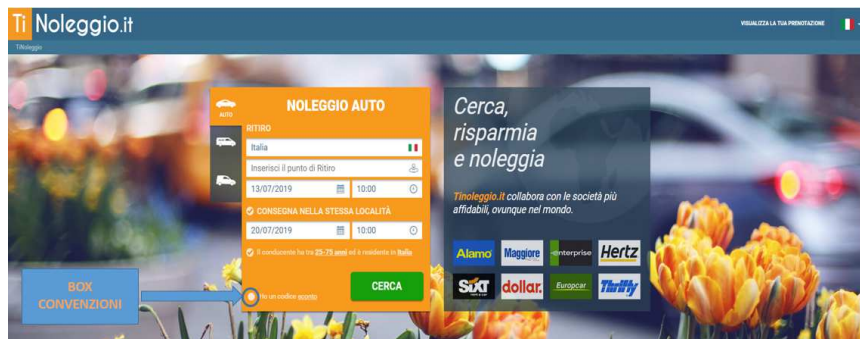 Ti Noleggio.it
VISUALIZZA LA TUA PRENOTAZIONE
TiNoleggio
AUTO
NOLEGGIO AUTO
RITIRO
Italia
Inserisci il punto di Ritiro
13/07/2019
10:00
CONSEGNA NELLA STESSA LOCALITÀ
20/07/2019
10:00
Il conducente ha tra 25-75 anni ed è residente in Italia
Ho un codice sconto
CERCA
BOX
CONVENZIONI
Cerca,
risparmia
e noleggia
TInoleggio.it collabora con le società più
affidabili, ovunque nel mondo.
Alamo
Maggiore
enterprise
Hertz
SIXT
rent a car
dollar.
Europcar
Thrifty